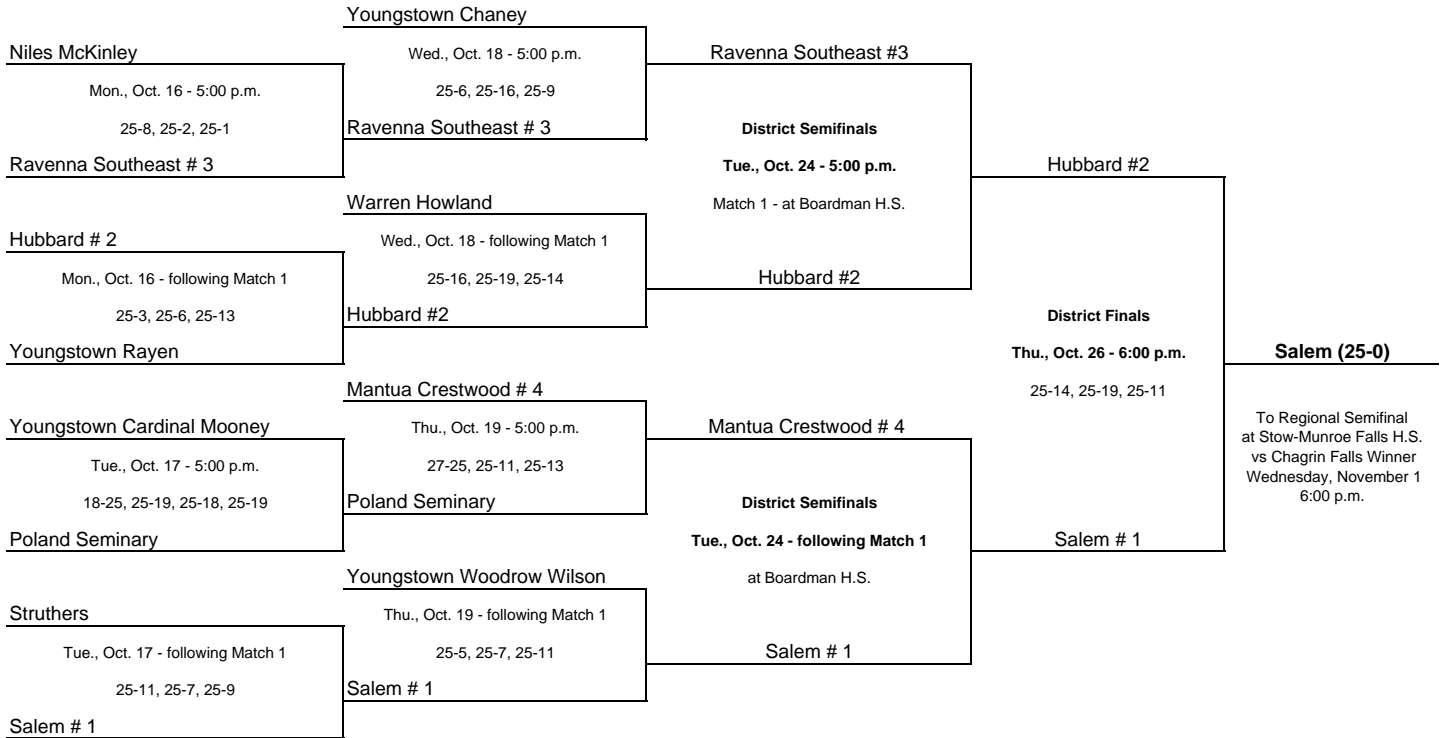 Youngstown Chaney
Niles McKinley
Wed., Oct. 18 - 5:00 p.m.
Ravenna Southeast #3
Mon., Oct. 16 - 5:00 p.m.
25-6, 25-16, 25-9
25-8, 25-2, 25-1
Ravenna Southeast # 3
District Semifinals
Ravenna Southeast # 3
Tue., Oct. 24 - 5:00 p.m.
Hubbard #2
Warren Howland
Match 1 - at Boardman H.S.
Hubbard # 2
Wed., Oct. 18 - following Match 1
Mon., Oct. 16 - following Match 1
25-16, 25-19, 25-14
Hubbard #2
25-3, 25-6, 25-13
Hubbard #2
District Finals
Youngstown Rayen
Thu., Oct. 26 - 6:00 p.m.
Salem (25-0)
Mantua Crestwood # 4
25-14, 25-19, 25-11
Youngstown Cardinal Mooney
Thu., Oct. 19 - 5:00 p.m.
Mantua Crestwood # 4
To Regional Semifinal
at Stow-Munroe Falls H.S.
vs Chagrin Falls Winner
Wednesday, November 1
6:00 p.m.
Tue., Oct. 17 - 5:00 p.m.
27-25, 25-11, 25-13
18-25, 25-19, 25-18, 25-19
Poland Seminary
District Semifinals
Poland Seminary
Tue., Oct. 24 - following Match 1
Salem # 1
Youngstown Woodrow Wilson
at Boardman H.S.
Struthers
Thu., Oct. 19 - following Match 1
Tue., Oct. 17 - following Match 1
25-5, 25-7, 25-11
Salem # 1
25-11, 25-7, 25-9
Salem # 1
Salem # 1